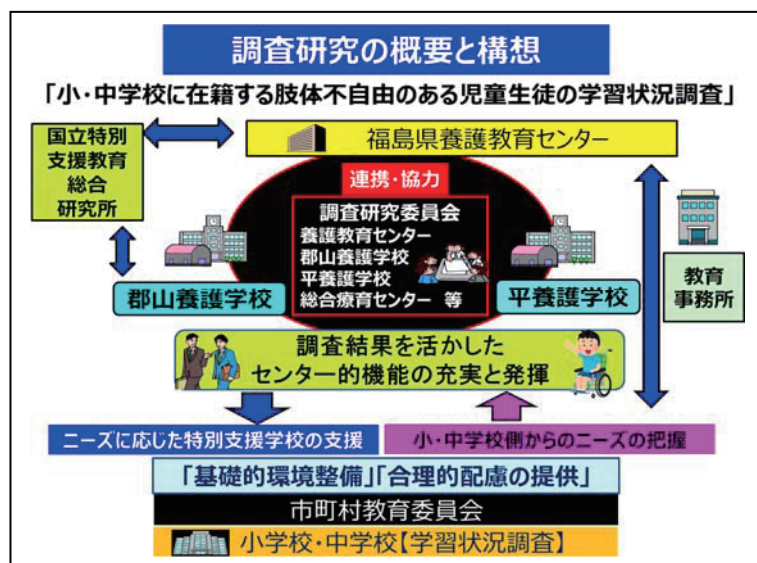 調査研究の概要と構想
「小・中学校に在籍する肢体不自由のある児童生徒の学習状況調査」
国立特別
支援教育
総合
研究所
福島県養護教育センター
連携・協力
調査研究委員会
養護教育センター
郡山養護学校
平養護学校
総合療育センター 等
郡山養護学校
平養護学校
教育
事務所
調査結果を活かした
センター的機能の充実と発揮
ニーズに応じた特別支援学校の支援
小・中学校側からのニーズの把握
「基礎的環境整備」「合理的配慮の提供」
市町村教育委員会
小学校・中学校【学習状況調査】